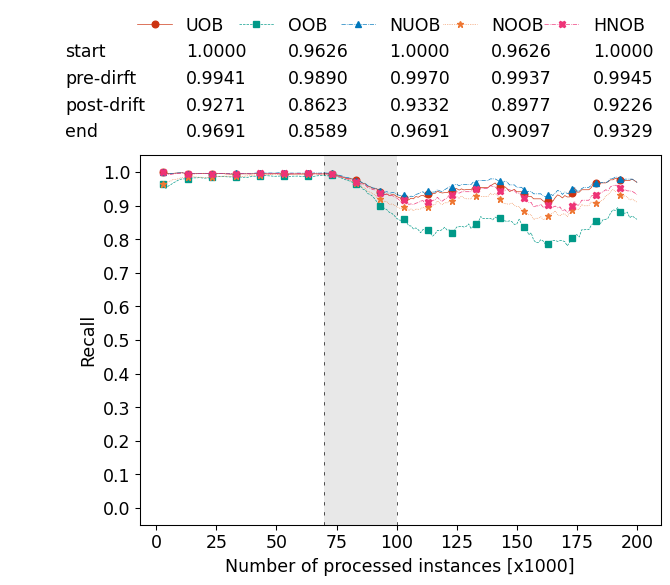 UOB OOB NUOB NOOB HNOB
start 1.0000 0.9626 1.0000 0.9626 1.0000
pre-dirft 0.9941 0.9890 0.9970 0.9937 0.9945
post-drift 0.9271 0.8623 0.9332 0.8977 0.9226
end 0.9691 0.8589 0.9691 0.9097 0.9329
1.0
0.9
0.8
0.7
0.6
0.5
0.4
0.3
0.2
0.1
0.0
Recall
0 25 50 75 100 125 150 175 200
Number of processed instances [x1000]